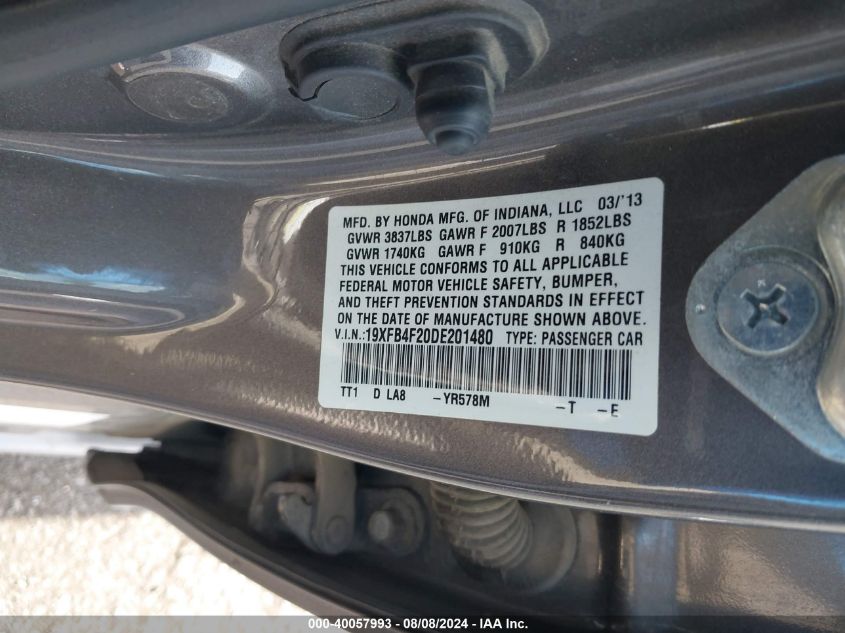 MFD. BY HONDA MFG. OF INDIANA, LLC 03/'13
GVWR 3837LBS GAWR F 2007LBS R 1852LBS
GVWR 1740KG GAWR F 910KG R 840KG
THIS VEHICLE CONFORMS TO ALL APPLICABLE
FEDERAL MOTOR VEHICLE SAFETY, BUMPER,
AND THEFT PREVENTION STANDARDS IN EFFECT
ON THE DATE OF MANUFACTURE SHOWN ABOVE.
V.I.N.:19XFB4F20DE201480 TYPE: PASSENGER CAR
TT1 D LA8 -YR578M -T -E
000-40057993 - 08/08/2024 - IAA Inc.